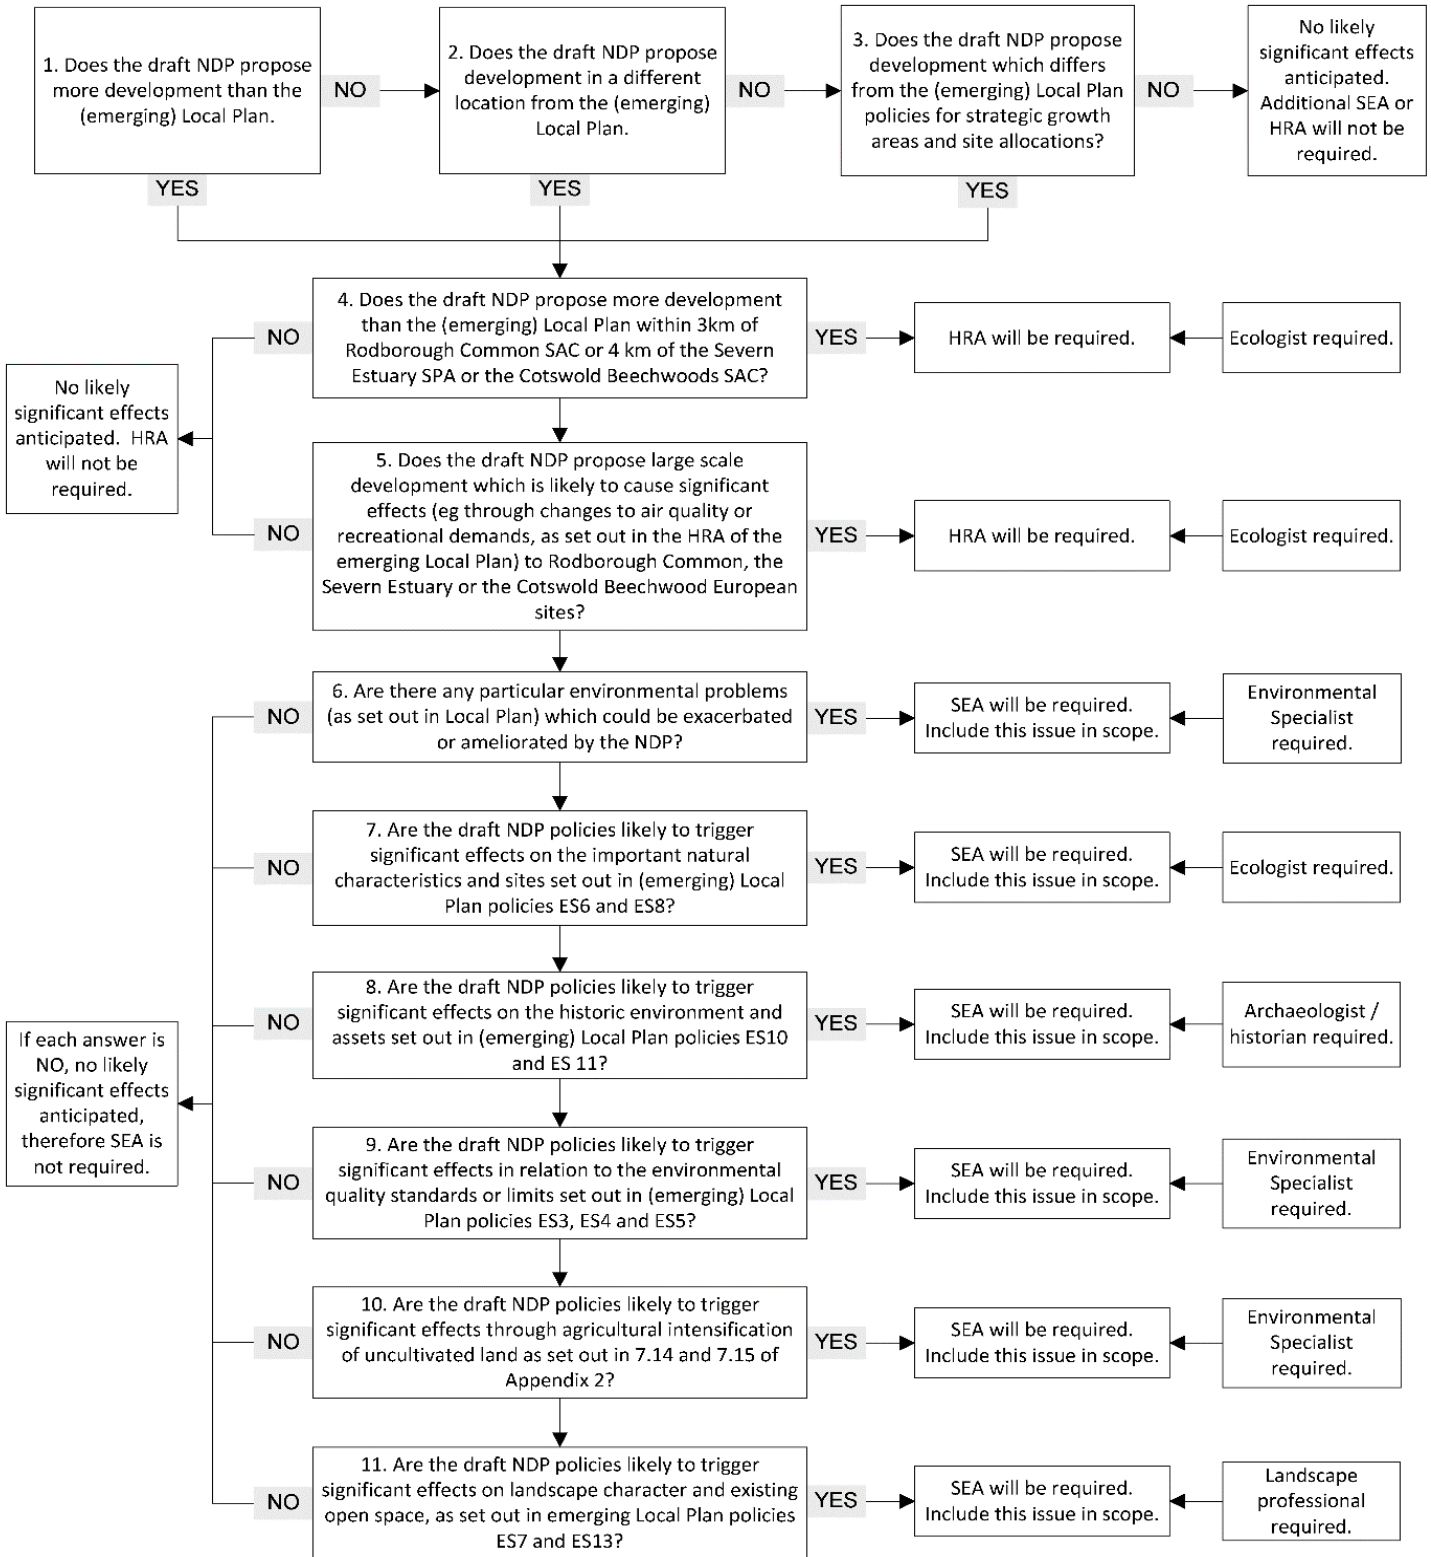 1. Does the draft NDP propose
more development than the
(emerging) Local Plan.
NO
2. Does the draft NDP propose
development in a different
location from the (emerging)
Local Plan.
NO
3. Does the draft NDP propose
development which differs
from the (emerging) Local Plan
policies for strategic growth
areas and site allocations?
NO
No likely
significant effects
anticipated.
Additional SEA or
HRA will not be
required.
YES
YES
YES
4. Does the draft NDP propose more development
than the (emerging) Local Plan within 3km of
Rodborough Common SAC or 4 km of the Severn
Estuary SPA or the Cotswold Beechwoods SAC?
NO
YES
HRA will be required.
Ecologist required.
No likely
significant effects
anticipated.  HRA
will not be
required.
5. Does the draft NDP propose large scale
development which is likely to cause significant
effects (eg through changes to air quality or
recreational demands, as set out in the HRA of the
emerging Local Plan) to Rodborough Common, the
Severn Estuary or the Cotswold Beechwood European
sites?
NO
YES
HRA will be required.
Ecologist required.
6. Are there any particular environmental problems
(as set out in Local Plan) which could be exacerbated
or ameliorated by the NDP?
NO
YES
SEA will be required.
Include this issue in scope.
Environmental
Specialist
required.
7. Are the draft NDP policies likely to trigger
significant effects on the important natural
characteristics and sites set out in (emerging) Local
Plan policies ES6 and ES8?
NO
YES
SEA will be required.
Include this issue in scope.
Ecologist required.
8. Are the draft NDP policies likely to trigger
significant effects on the historic environment and
assets set out in (emerging) Local Plan policies ES10
and ES 11?
NO
YES
SEA will be required.
Include this issue in scope.
Archaeologist /
historian required.
If each answer is
NO, no likely
significant effects
anticipated,
therefore SEA is
not required.
9. Are the draft NDP policies likely to trigger
significant effects in relation to the environmental
quality standards or limits set out in (emerging) Local
Plan policies ES3, ES4 and ES5?
NO
YES
SEA will be required.
Include this issue in scope.
Environmental
Specialist
required.
10. Are the draft NDP policies likely to trigger
significant effects through agricultural intensification
of uncultivated land as set out in 7.14 and 7.15 of
Appendix 2?
NO
YES
SEA will be required.
Include this issue in scope.
Environmental
Specialist
required.
11. Are the draft NDP policies likely to trigger
significant effects on landscape character and existing
open space, as set out in emerging Local Plan policies
ES7 and ES13?
NO
YES
SEA will be required.
Include this issue in scope.
Landscape
professional
required.